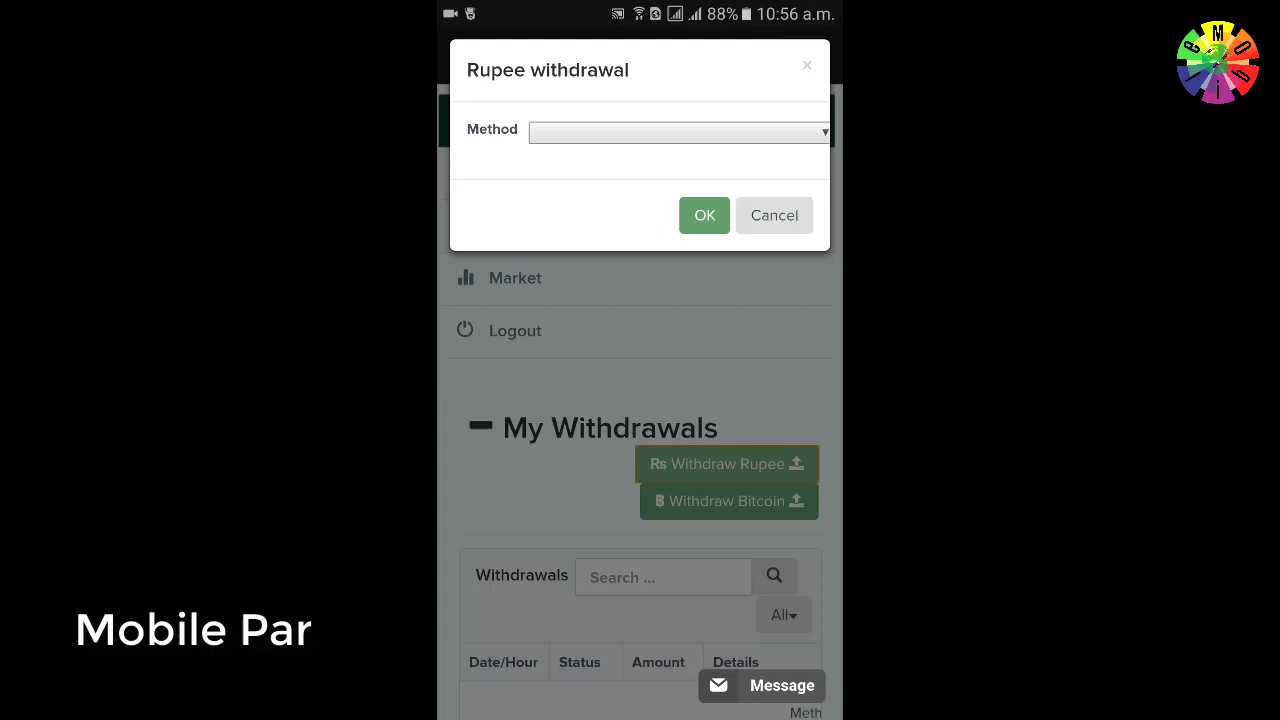 88% 10:56 a.m.
Rupee withdrawal
×
Method
OK
Cancel
Market
Logout
My Withdrawals
Rs Withdraw Rupee
Withdraw Bitcoin
Withdrawals
Search ...
All
Date/Hour Status Amount Details
Message
Meth
Mobile Par